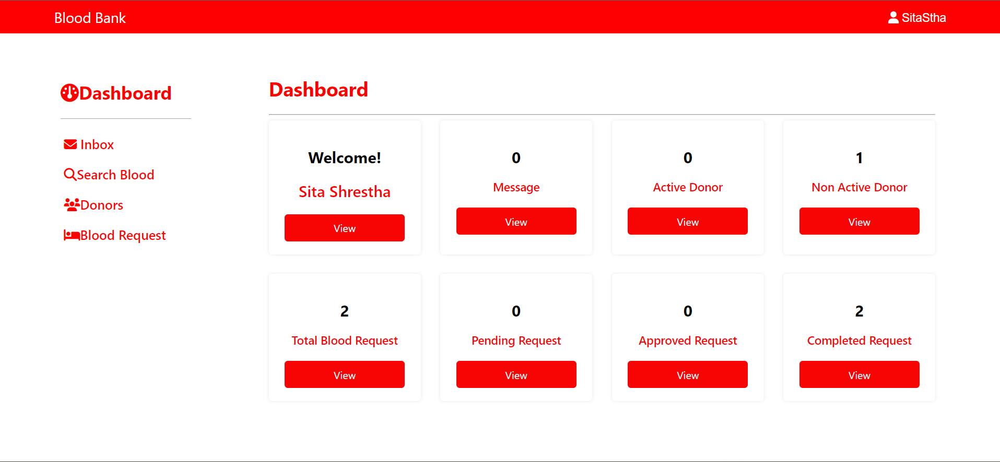 Blood Bank
SitaStha
Dashboard
Inbox
Search Blood
Donors
Blood Request
Dashboard
Welcome!
Sita Shrestha
View
0
Message
View
0
Active Donor
View
1
Non Active Donor
View
2
Total Blood Request
View
0
Pending Request
View
0
Approved Request
View
2
Completed Request
View